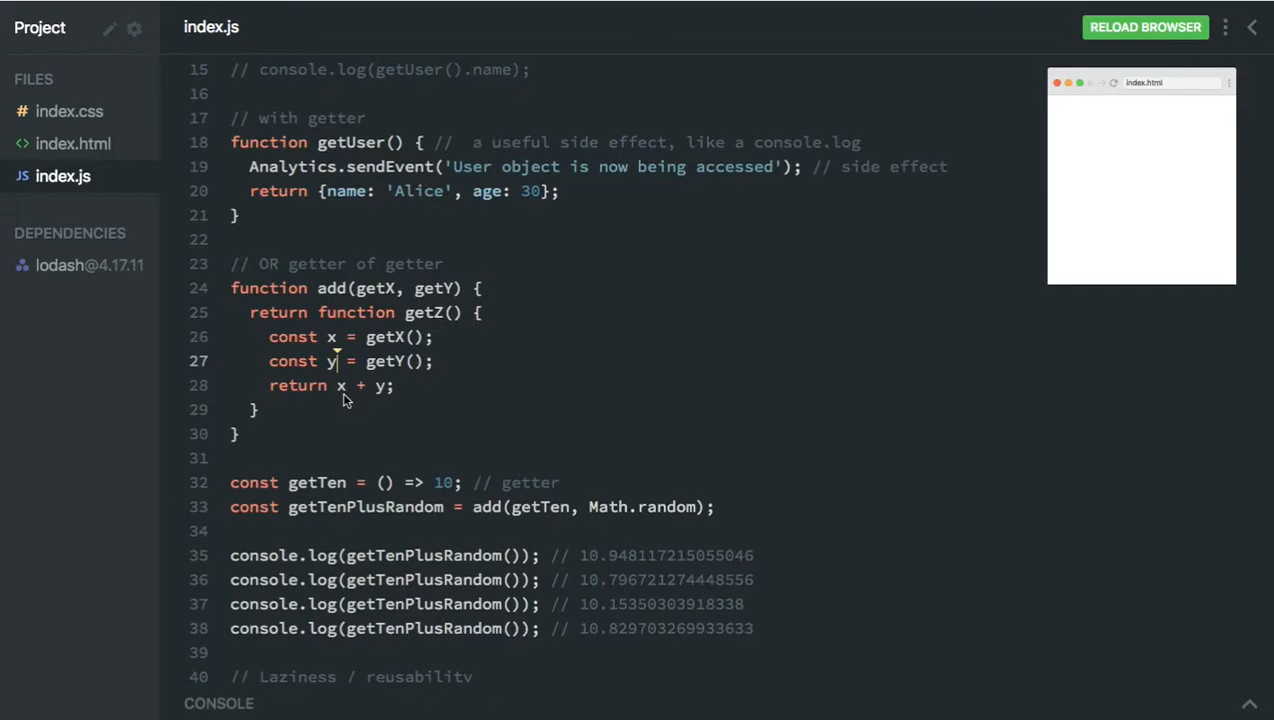 Project
index.js
RELOAD BROWSER
FILES
# index.css
<> index.html
JS index.js
DEPENDENCIES
lodash@4.17.11
15 // console.log(getUser().name);
16
17 // with getter
18 function getUser() { //  a useful side effect, like a console.log
19   Analytics.sendEvent('User object is now being accessed'); // side effect
20   return {name: 'Alice', age: 30};
21 }
22
23 // OR getter of getter
24 function add(getX, getY) {
25   return function getZ() {
26     const x = getX();
27     const y = getY();
28     return x + y;
29   }
30 }
31
32 const getTen = () => 10; // getter
33 const getTenPlusRandom = add(getTen, Math.random);
34
35 console.log(getTenPlusRandom()); // 10.948117215055046
36 console.log(getTenPlusRandom()); // 10.796721274448556
37 console.log(getTenPlusRandom()); // 10.15350303918338
38 console.log(getTenPlusRandom()); // 10.829703269933633
39
40 // Laziness / reusability
index.html
CONSOLE